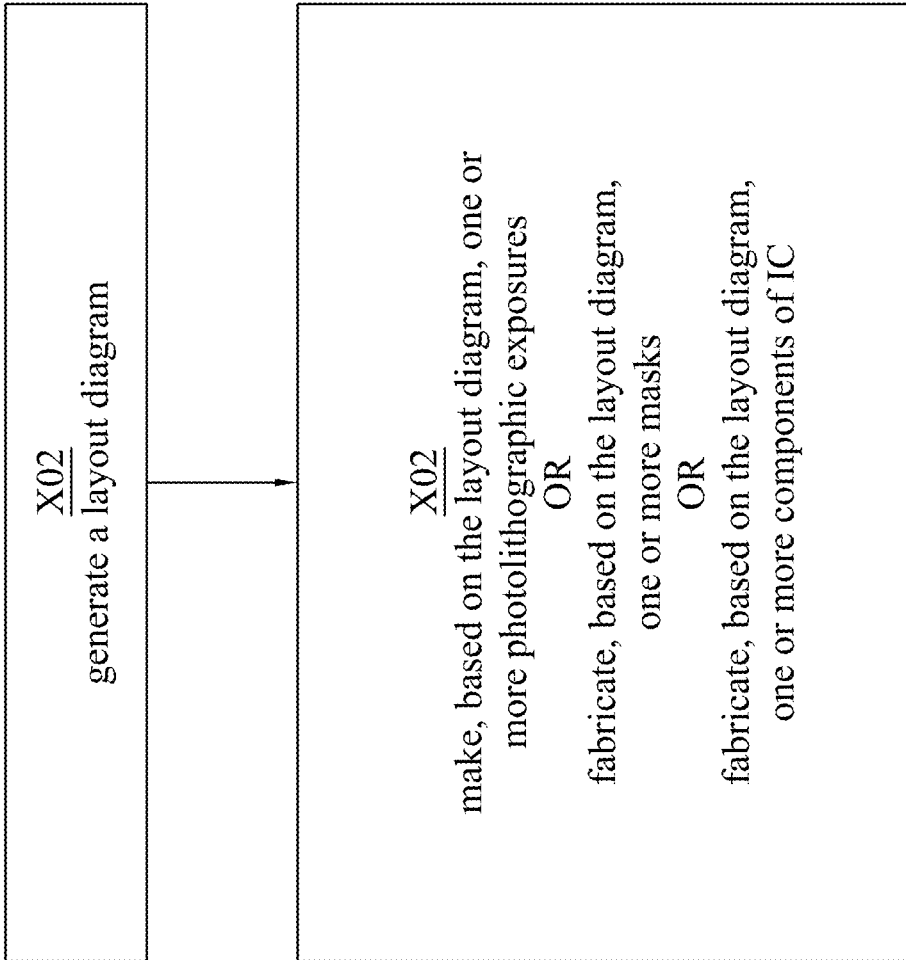 X02
generate a layout diagram
X02
make, based on the layout diagram, one or
more photolithographic exposures
OR
fabricate, based on the layout diagram,
one or more masks
OR
fabricate, based on the layout diagram,
one or more components of IC